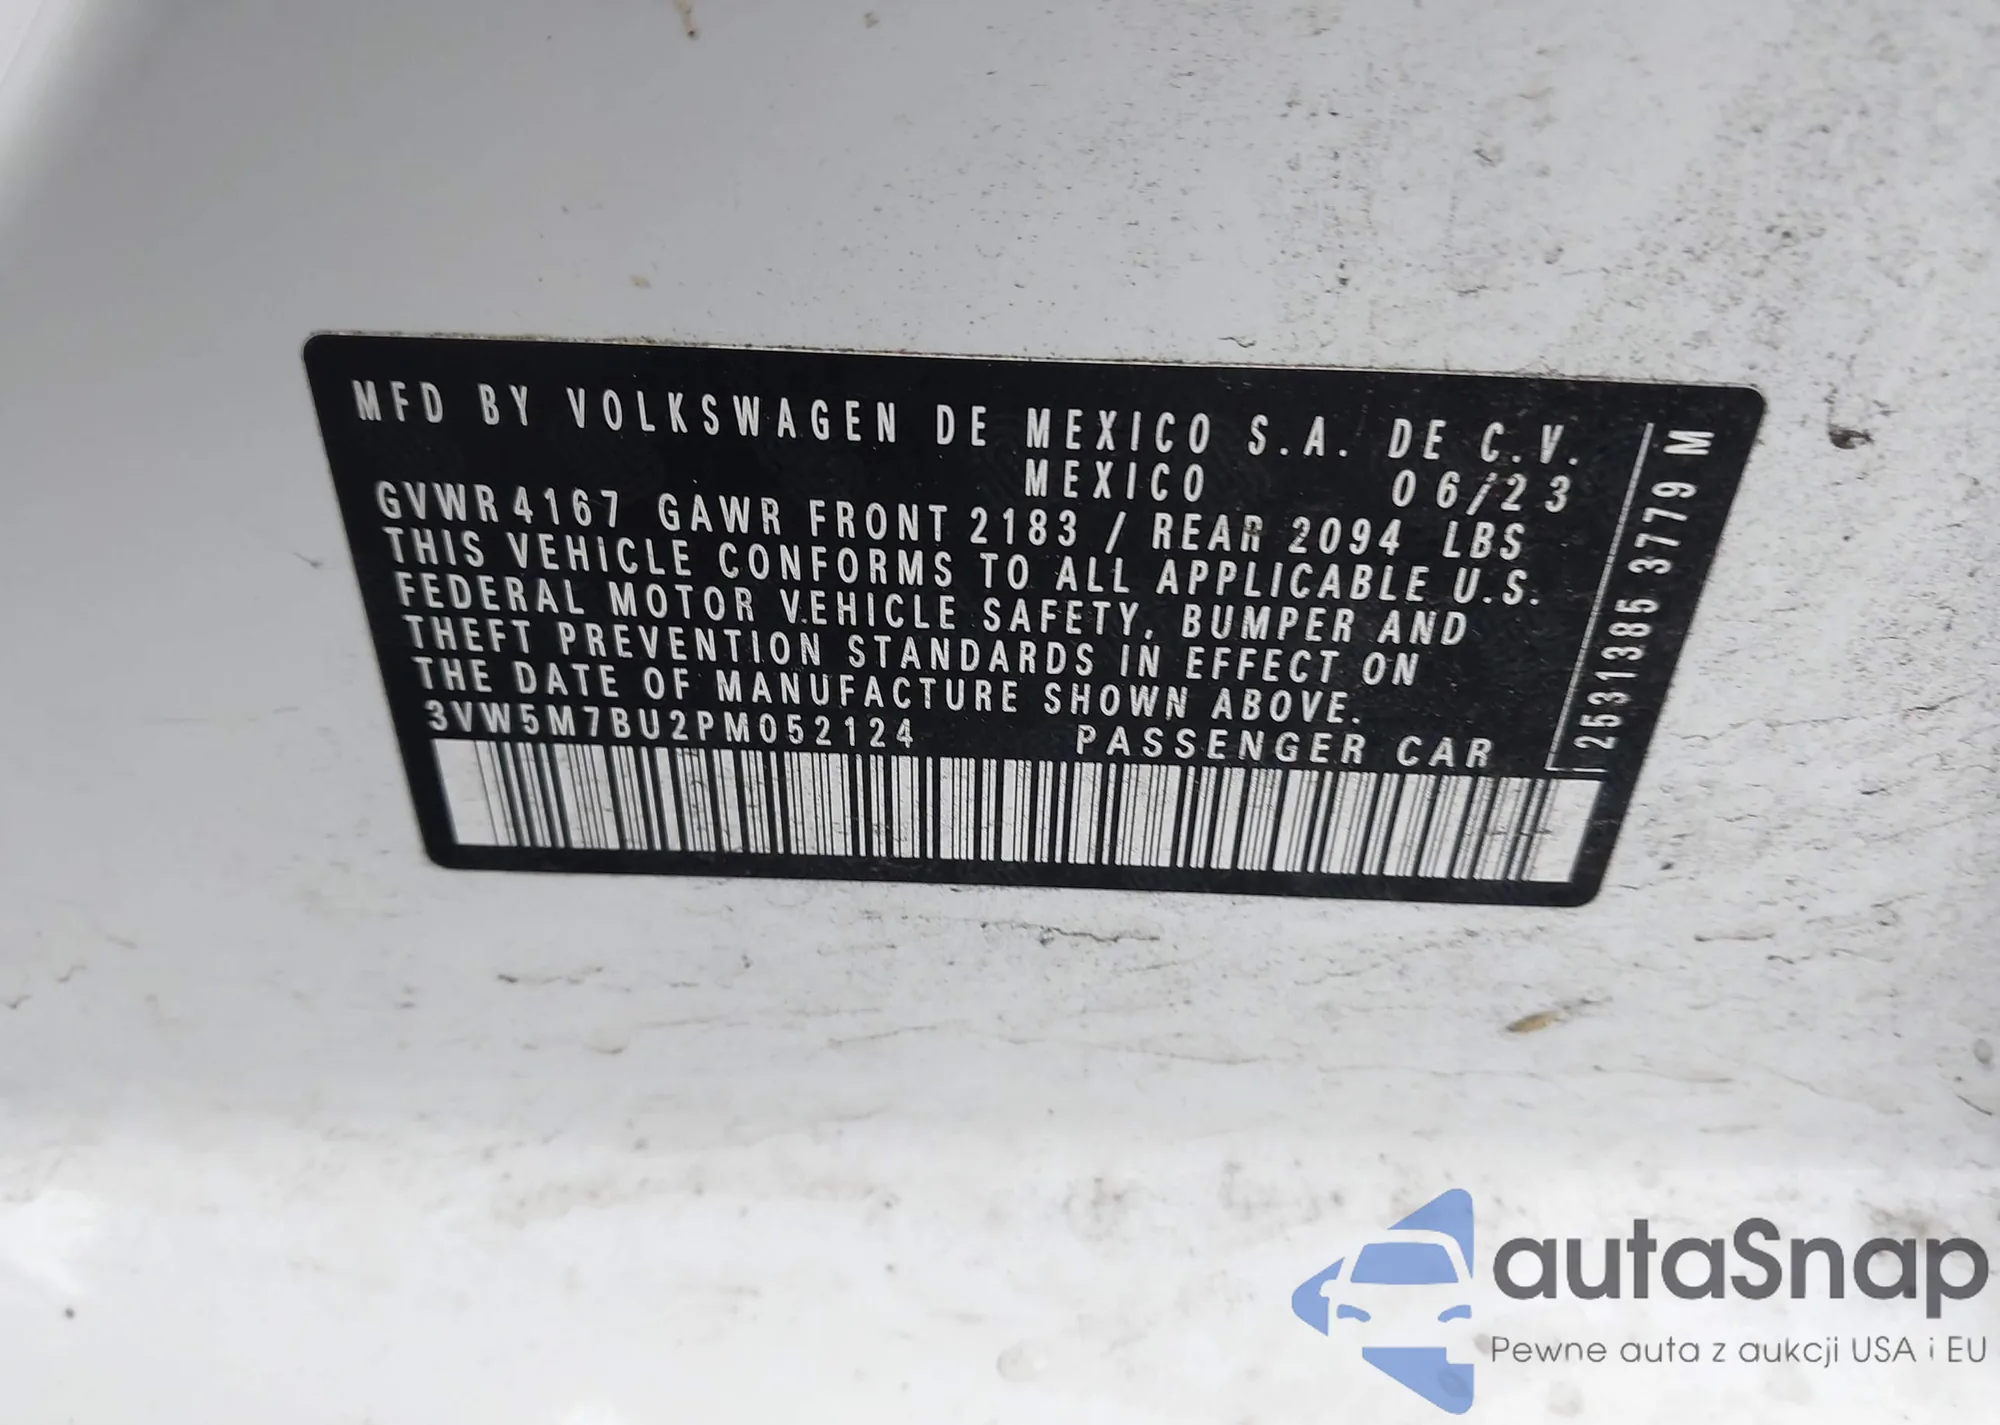 MFD BY VOLKSWAGEN DE MEXICO S.A. DE C.V.
MEXICO 06/23
GVWR 4167 GAWR FRONT 2183 / REAR 2094 LBS
THIS VEHICLE CONFORMS TO ALL APPLICABLE U.S.
FEDERAL MOTOR VEHICLE SAFETY, BUMPER AND
THEFT PREVENTION STANDARDS IN EFFECT ON
THE DATE OF MANUFACTURE SHOWN ABOVE.
3VW5M7BU2PM052124 PASSENGER CAR
2531385 3779 M
autaSnap
Pewne auta z aukcji USA i EU